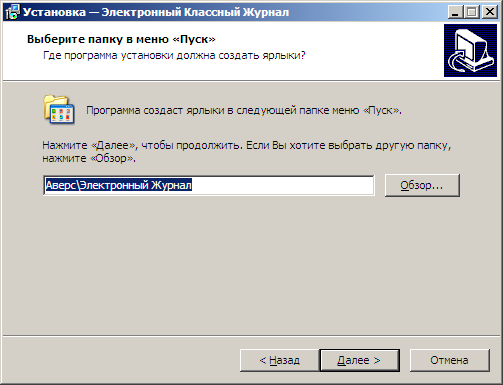 Установка — Электронный Классный Журнал
Выберите папку в меню «Пуск»
Где программа установки должна создать ярлыки?
Программа создаст ярлыки в следующей папке меню «Пуск».
Нажмите «Далее», чтобы продолжить. Если Вы хотите выбрать другую папку,
нажмите «Обзор».
Аверс\Электронный Журнал
Обзор...
< Назад
Далее >
Отмена